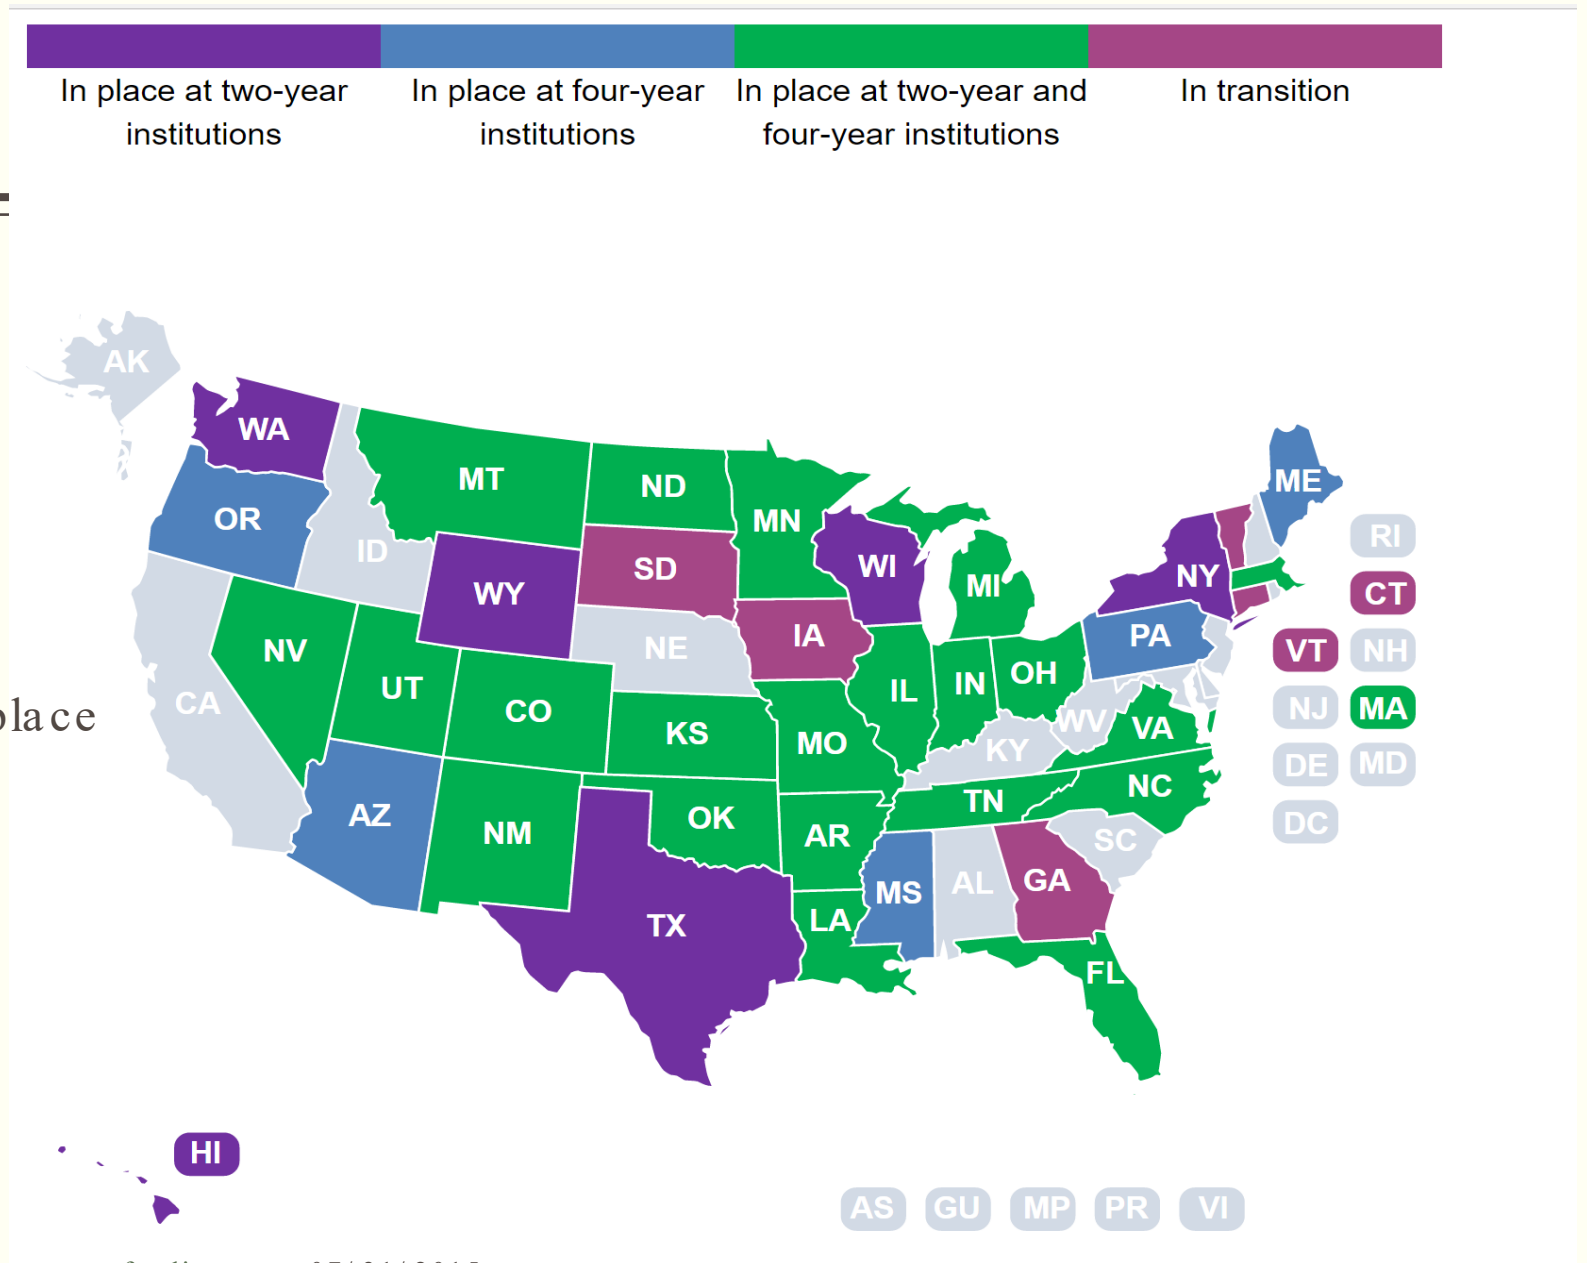 In place at two-year
institutions
In place at four-year
institutions
In place at two-year and
four-year institutions
In transition
AK
WA
MT
ND
MN
ME
OR
ID
SD
WI
MI
NY
RI
WY
CT
NV
NE
IA
PA
VT
NH
UT
CO
IL
IN
OH
CA
KS
MO
KY
WV
VA
NJ
MA
place
DE
MD
AZ
NM
OK
AR
TN
NC
DC
TX
LA
MS
AL
GA
SC
FL
HI
AS
GU
MP
PR
VI